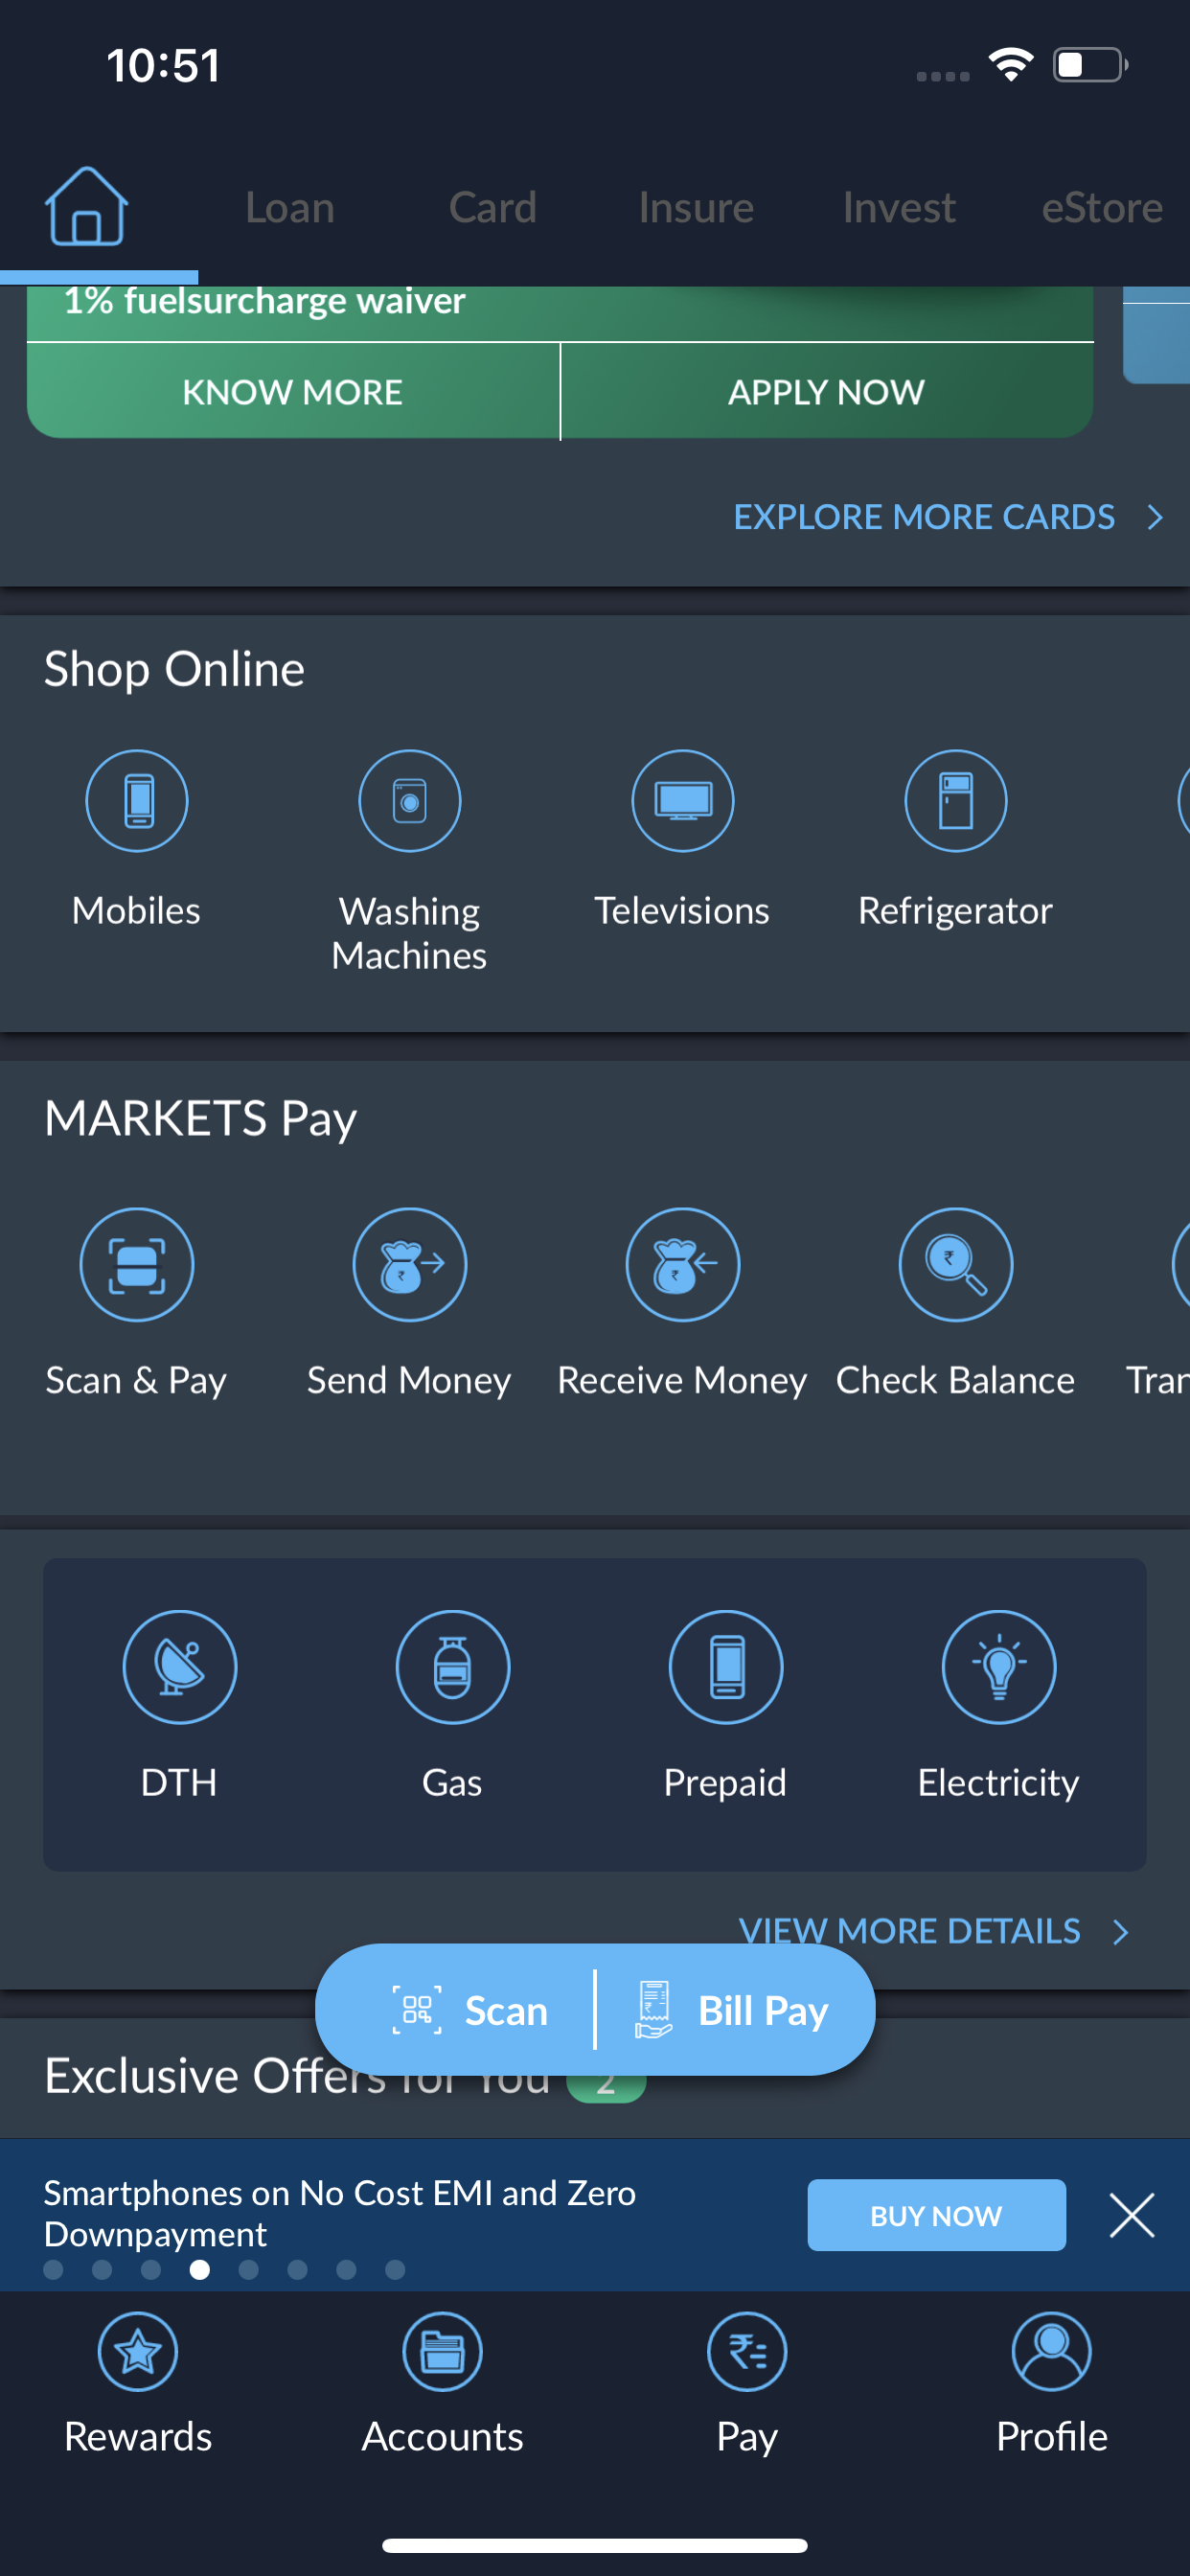 10:51
Loan Card Insure Invest eStore
1% fuelsurcharge waiver
KNOW MORE APPLY NOW
EXPLORE MORE CARDS
Shop Online
Mobiles Washing Televisions Refrigerator
Machines
MARKETS Pay
Scan & Pay Send Money Receive Money Check Balance Tran
DTH Gas Prepaid Electricity
VIEW MORE DETAILS
Scan Bill Pay
Exclusive Offers for You 2
Smartphones on No Cost EMI and Zero
Downpayment
BUY NOW
Rewards Accounts Pay Profile